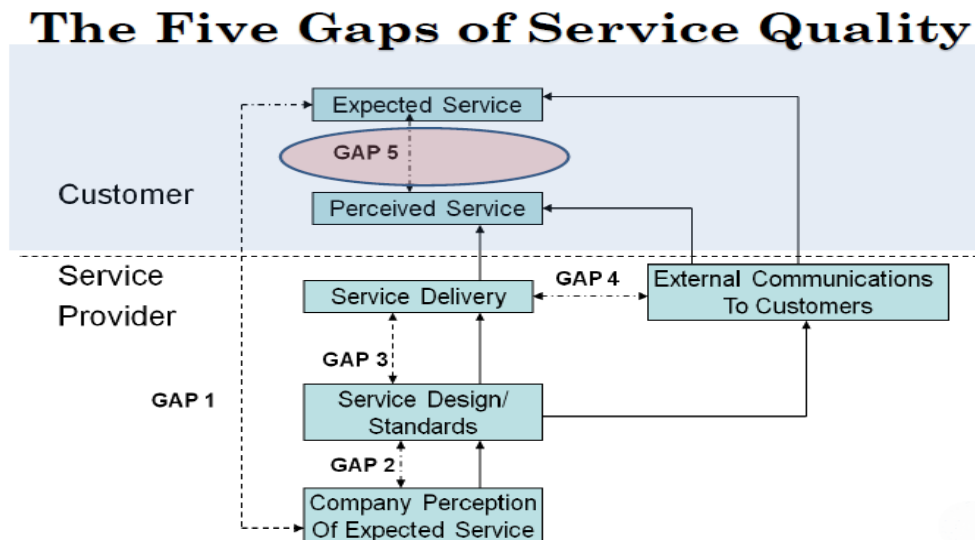 The Five Gaps of Service Quality
Expected Service
GAP 5
Customer
Perceived Service
Service
Provider
Service Delivery
GAP 4
External Communications
To Customers
GAP 3
GAP 1
Service Design/
Standards
GAP 2
Company Perception
Of Expected Service